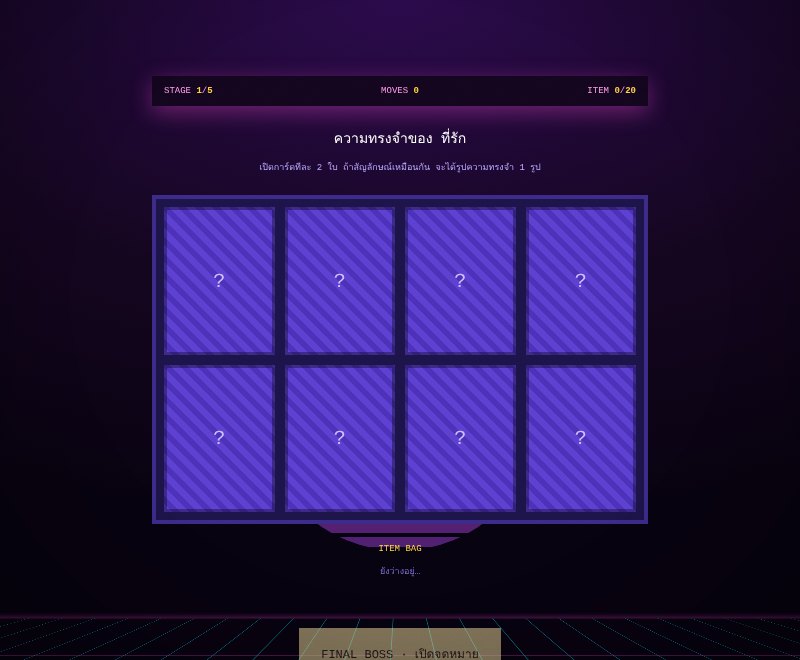 STAGE 1/5 MOVES 0 ITEM 0/20
ความทรงจำของ ที่รัก
เปิดการ์ดทีละ 2 ใบ ถ้าสัญลักษณ์เหมือนกัน จะได้รูปความทรงจำ 1 รูป
? ? ? ?
? ? ? ?
ITEM BAG
ยังว่างอยู่…
FINAL BOSS · เปิดจดหมาย